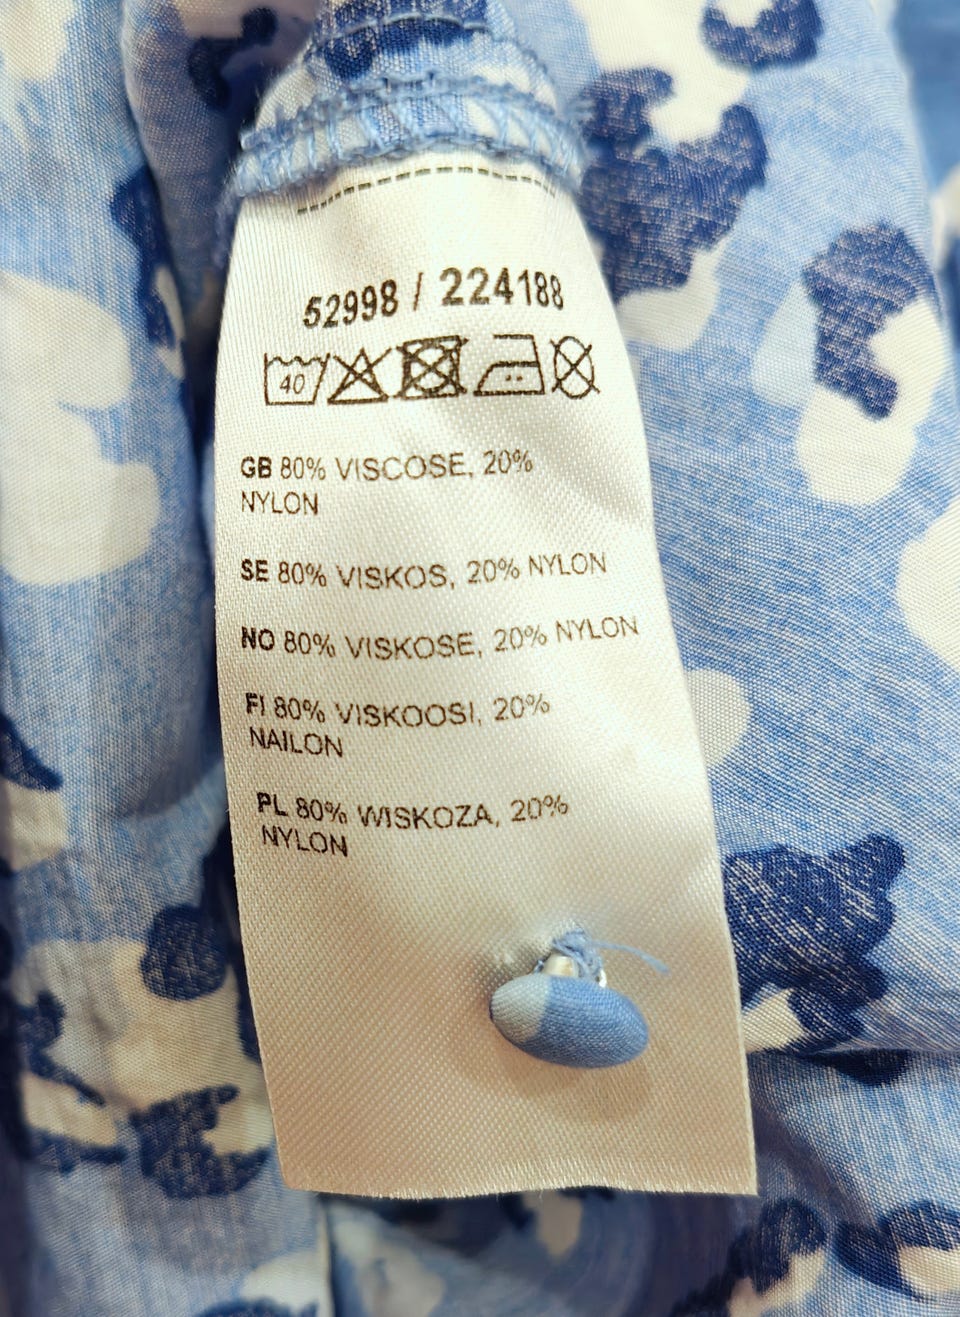 52998 / 224188
40
GB 80% VISCOSE, 20%
NYLON
SE 80% VISKOS, 20% NYLON
NO 80% VISKOSE, 20% NYLON
FI 80% VISKOOSI, 20%
NAILON
PL 80% WISKOZA, 20%
NYLON